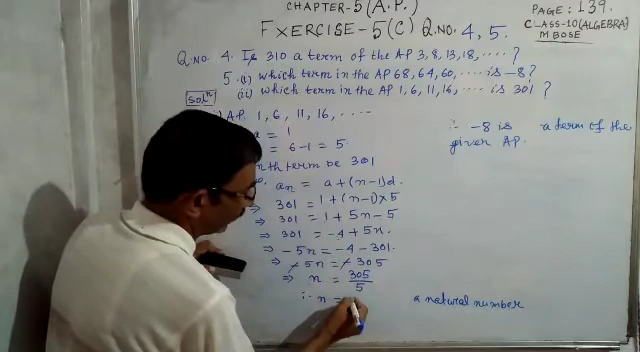 CHAPTER-5(A.P.)
PAGE: 139.
EXERCISE-5(C) Q.NO. 4, 5.
CLASS-10(ALGEBRA)
MBOSE
Q.NO. 4. Is 310 a term of the AP 3, 8, 13, 18, .... ?
5. (i) which term in the AP 68, 64, 60, .... is -8?
(ii) which term in the AP 1, 6, 11, 16, .... is 301 ?
Solⁿ
AP. 1, 6, 11, 16, ....
a = 1
= 6-1 = 5
nth term be 301
aₙ = a+(n-1)d.
⇒ 301 = 1+(n-1)×5
⇒ 301 = 1+5n-5
⇒ 301 = -4+5n.
⇒ -5n = -4-301.
⇒ -5n = -305
⇒ n = 305/5
∴ n =
∴ -8 is a term of the
given AP.
a natural number